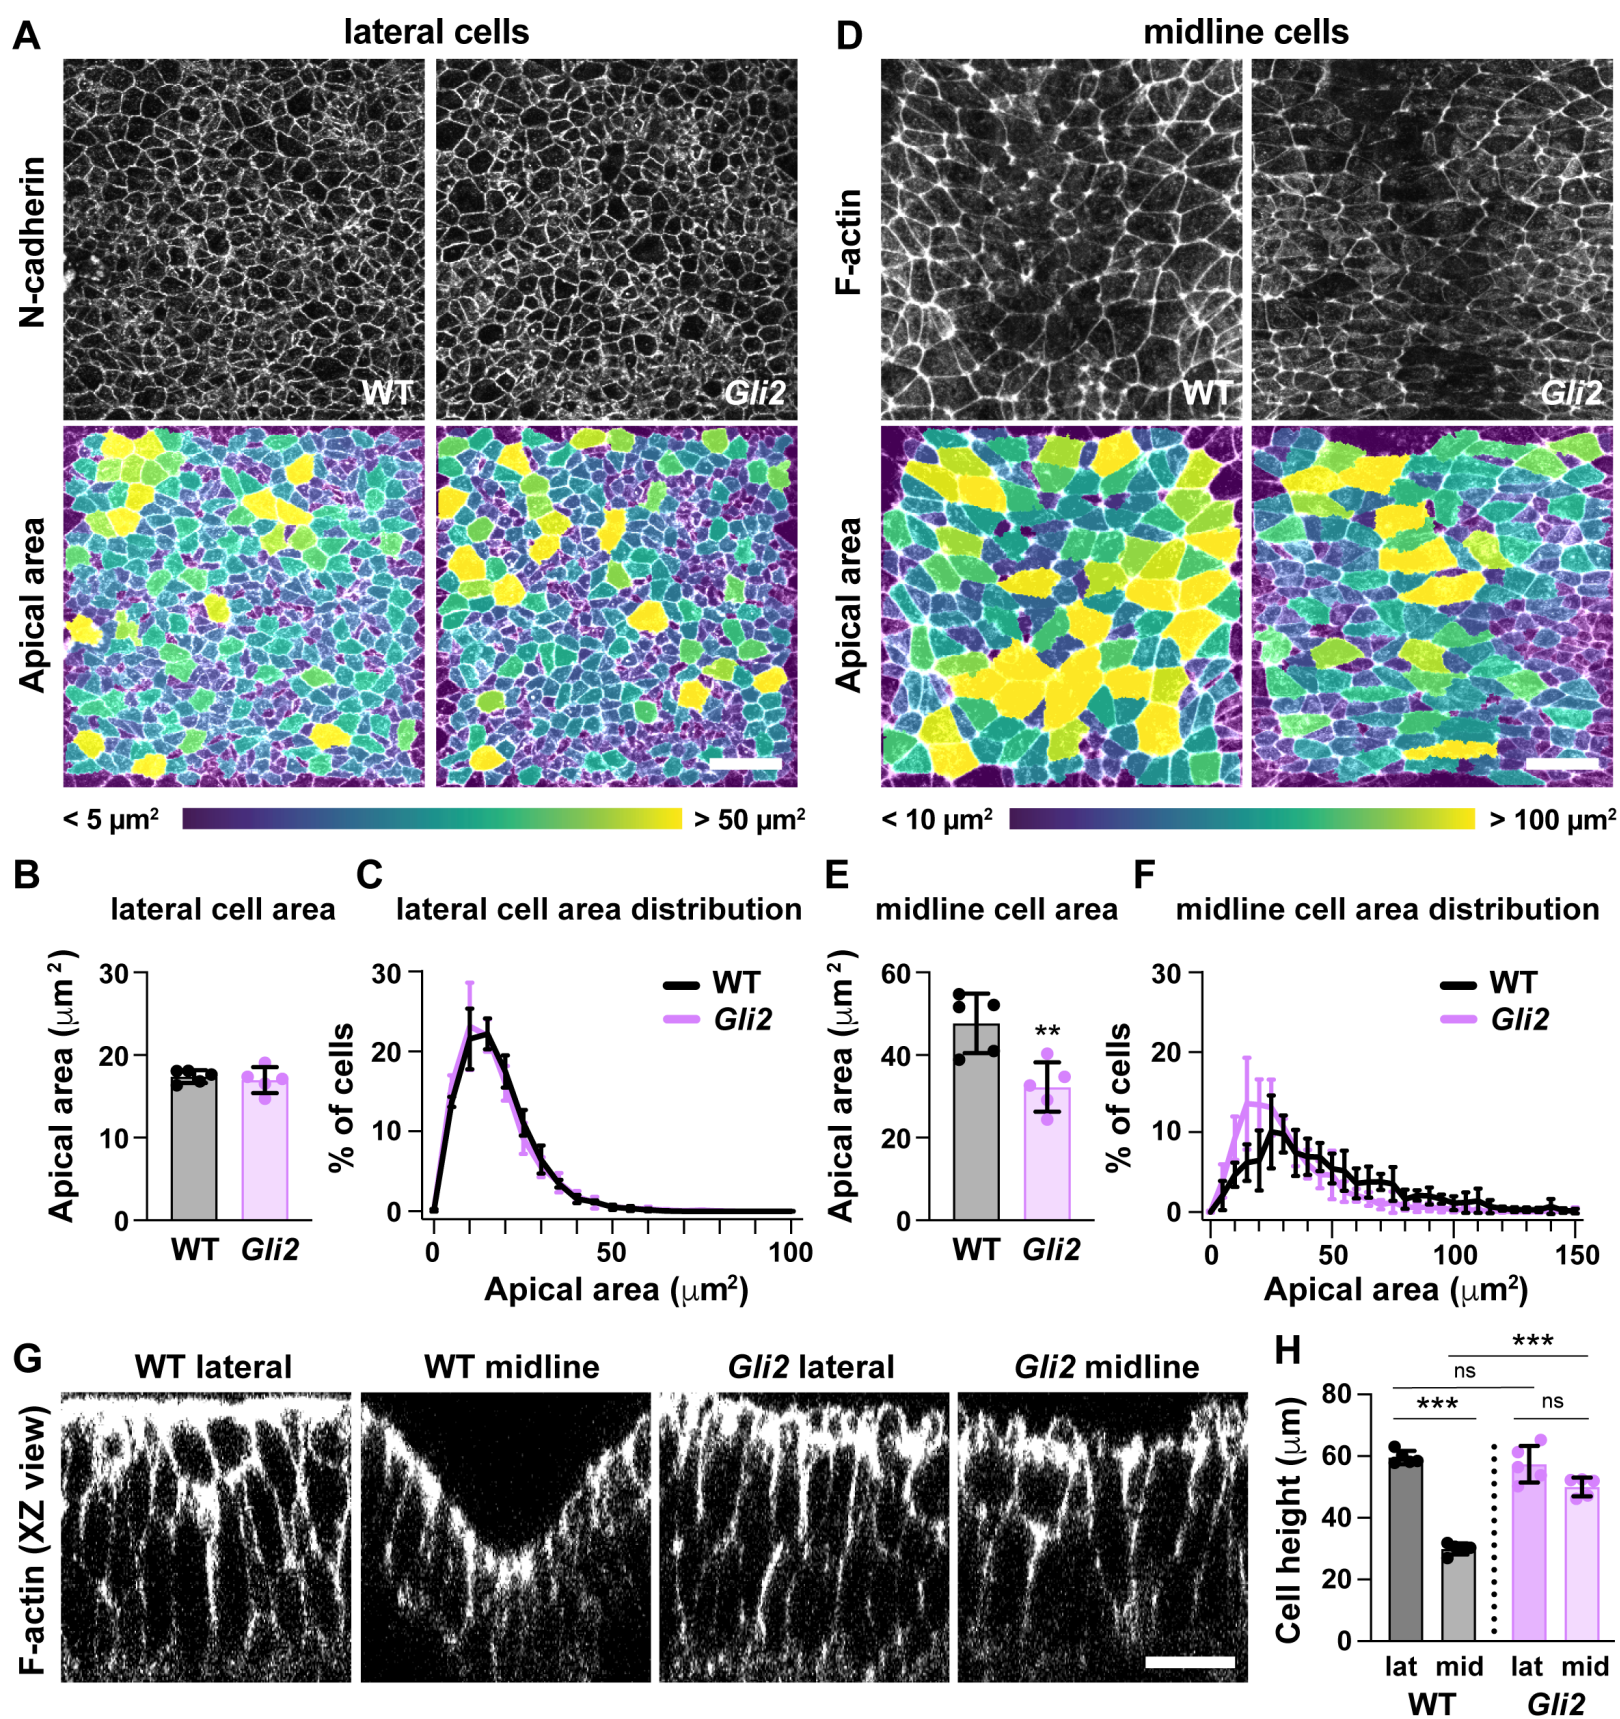 A
lateral cells
D
midline cells
N-cadherin
WT
Gli2
F-actin
WT
Gli2
Apical area
Apical area
< 5 µm²
> 50 µm²
< 10 µm²
> 100 µm²
B
lateral cell area
Apical area (µm²)
30
20
10
0
WT
Gli2
C
lateral cell area distribution
% of cells
30
20
10
0
WT
Gli2
0
50
100
Apical area (µm²)
E
midline cell area
Apical area (µm²)
60
40
20
0
**
WT
Gli2
F
midline cell area distribution
% of cells
30
20
10
0
WT
Gli2
0
50
100
150
Apical area (µm²)
G
WT lateral
WT midline
Gli2 lateral
Gli2 midline
F-actin (XZ view)
H
***
ns
***
ns
Cell height (µm)
80
60
40
20
0
lat mid lat mid
WT Gli2